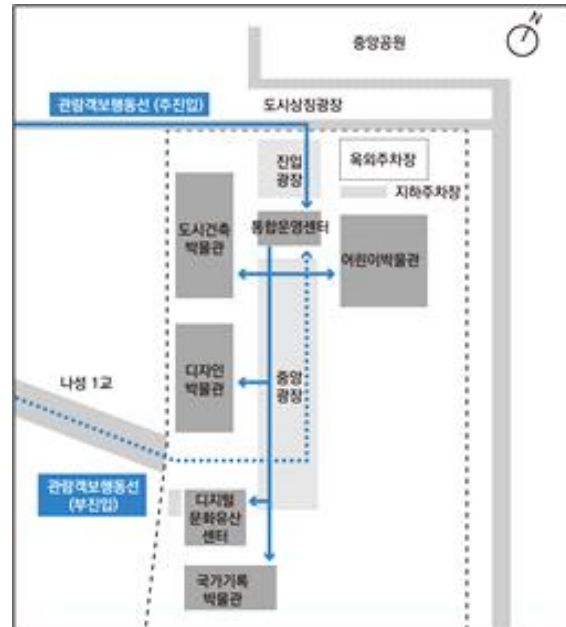 N
중앙공원
관람객보행동선 (주진입)
도시상징광장
진입
광장
옥외주차장
지하주차장
도시건축
박물관
통합운영센터
어린이박물관
디자인
박물관
중앙
광장
나성 1교
관람객보행동선
(부진입)
디지털
문화유산
센터
국가기록
박물관